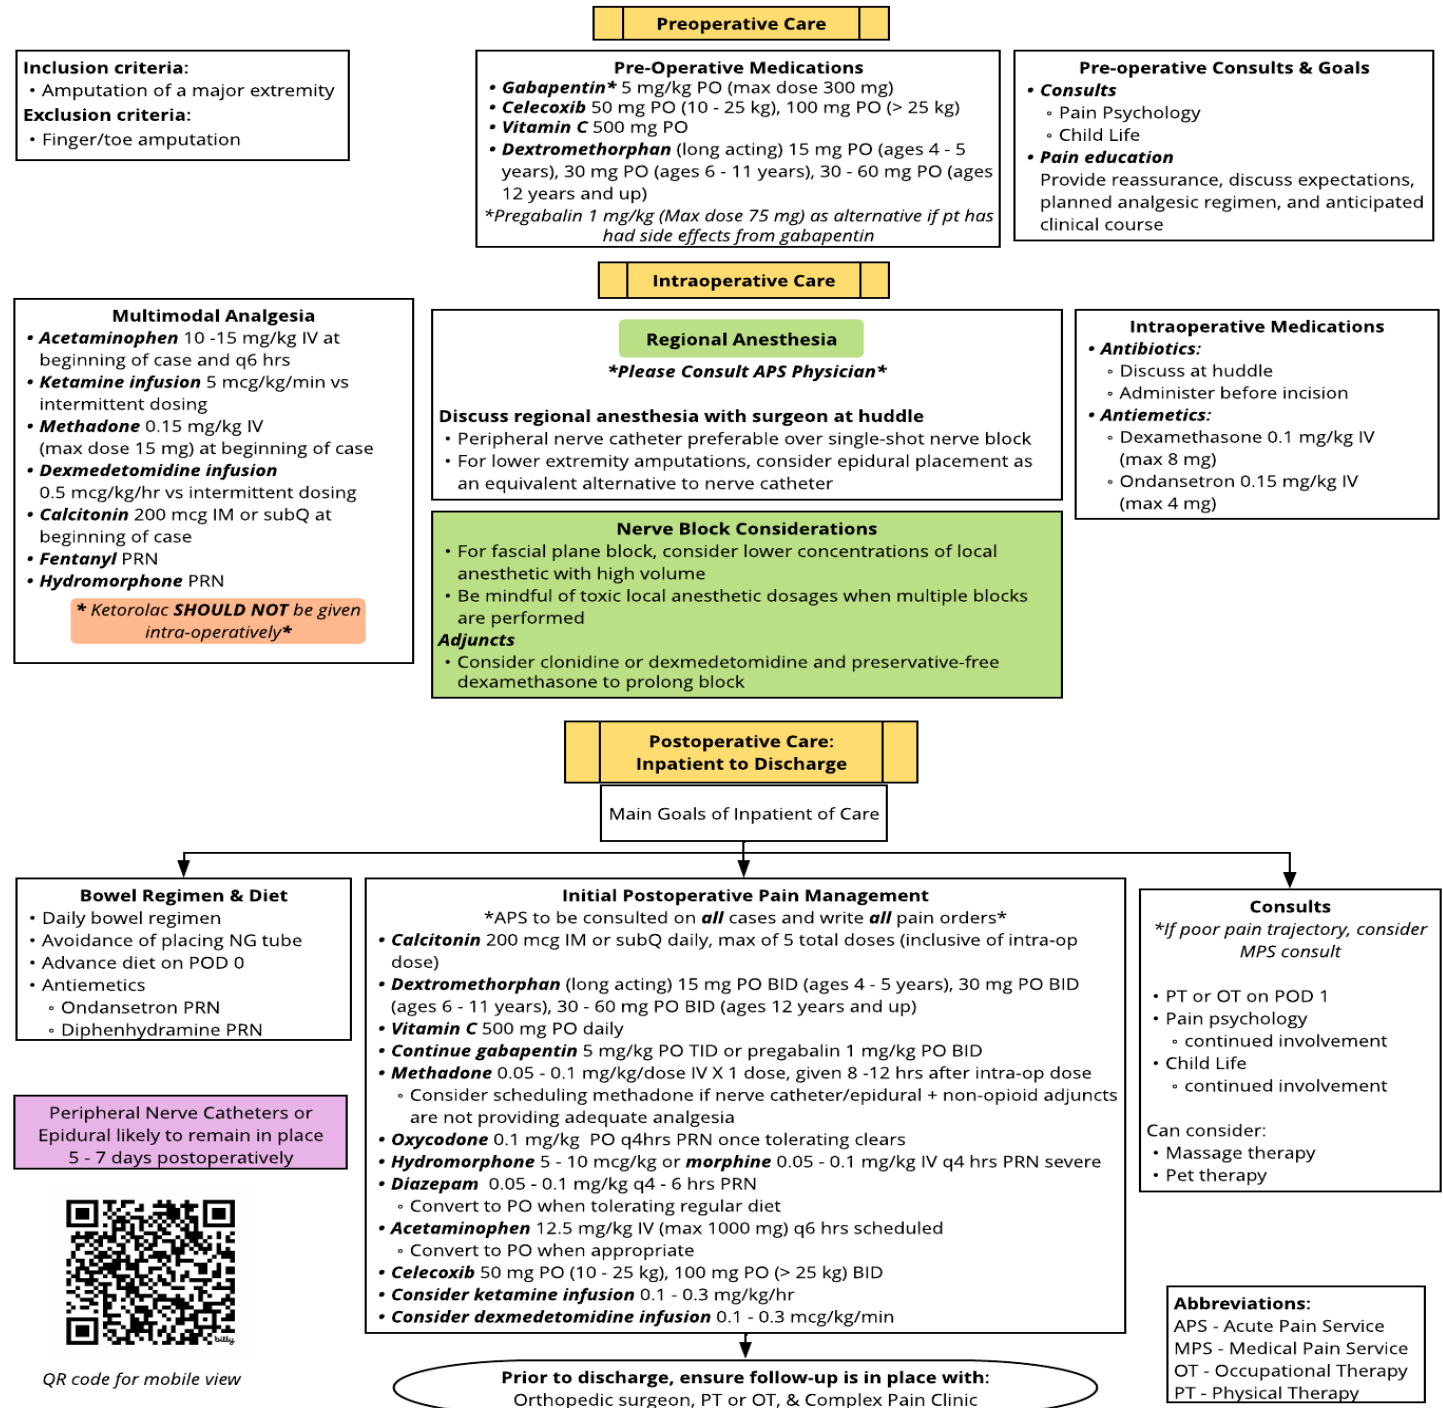 Preoperative Care
Inclusion criteria:
• Amputation of a major extremity
Exclusion criteria:
• Finger/toe amputation
Pre-Operative Medications
• Gabapentin* 5 mg/kg PO (max dose 300 mg)
• Celecoxib 50 mg PO (10 - 25 kg), 100 mg PO (> 25 kg)
• Vitamin C 500 mg PO
• Dextromethorphan (long acting) 15 mg PO (ages 4 - 5
years), 30 mg PO (ages 6 - 11 years), 30 - 60 mg PO (ages
12 years and up)
*Pregabalin 1 mg/kg (Max dose 75 mg) as alternative if pt has
had side effects from gabapentin
Pre-operative Consults & Goals
• Consults
◦ Pain Psychology
◦ Child Life
• Pain education
Provide reassurance, discuss expectations,
planned analgesic regimen, and anticipated
clinical course
Intraoperative Care
Multimodal Analgesia
• Acetaminophen 10 -15 mg/kg IV at
beginning of case and q6 hrs
• Ketamine infusion 5 mcg/kg/min vs
intermittent dosing
• Methadone 0.15 mg/kg IV
(max dose 15 mg) at beginning of case
• Dexmedetomidine infusion
0.5 mcg/kg/hr vs intermittent dosing
• Calcitonin 200 mcg IM or subQ at
beginning of case
• Fentanyl PRN
• Hydromorphone PRN
* Ketorolac SHOULD NOT be given
intra-operatively*
Regional Anesthesia
*Please Consult APS Physician*
Discuss regional anesthesia with surgeon at huddle
• Peripheral nerve catheter preferable over single-shot nerve block
• For lower extremity amputations, consider epidural placement as
an equivalent alternative to nerve catheter
Nerve Block Considerations
• For fascial plane block, consider lower concentrations of local
anesthetic with high volume
• Be mindful of toxic local anesthetic dosages when multiple blocks
are performed
Adjuncts
• Consider clonidine or dexmedetomidine and preservative-free
dexamethasone to prolong block
Intraoperative Medications
• Antibiotics:
◦ Discuss at huddle
◦ Administer before incision
• Antiemetics:
◦ Dexamethasone 0.1 mg/kg IV
(max 8 mg)
◦ Ondansetron 0.15 mg/kg IV
(max 4 mg)
Postoperative Care:
Inpatient to Discharge
Main Goals of Inpatient of Care
Bowel Regimen & Diet
• Daily bowel regimen
• Avoidance of placing NG tube
• Advance diet on POD 0
• Antiemetics
◦ Ondansetron PRN
◦ Diphenhydramine PRN
Peripheral Nerve Catheters or
Epidural likely to remain in place
5 - 7 days postoperatively
bitly
QR code for mobile view
Initial Postoperative Pain Management
*APS to be consulted on all cases and write all pain orders*
• Calcitonin 200 mcg IM or subQ daily, max of 5 total doses (inclusive of intra-op
dose)
• Dextromethorphan (long acting) 15 mg PO BID (ages 4 - 5 years), 30 mg PO BID
(ages 6 - 11 years), 30 - 60 mg PO BID (ages 12 years and up)
• Vitamin C 500 mg PO daily
• Continue gabapentin 5 mg/kg PO TID or pregabalin 1 mg/kg PO BID
• Methadone 0.05 - 0.1 mg/kg/dose IV X 1 dose, given 8 -12 hrs after intra-op dose
◦ Consider scheduling methadone if nerve catheter/epidural + non-opioid adjuncts
are not providing adequate analgesia
• Oxycodone 0.1 mg/kg PO q4hrs PRN once tolerating clears
• Hydromorphone 5 - 10 mcg/kg or morphine 0.05 - 0.1 mg/kg IV q4 hrs PRN severe
• Diazepam 0.05 - 0.1 mg/kg q4 - 6 hrs PRN
◦ Convert to PO when tolerating regular diet
• Acetaminophen 12.5 mg/kg IV (max 1000 mg) q6 hrs scheduled
◦ Convert to PO when appropriate
• Celecoxib 50 mg PO (10 - 25 kg), 100 mg PO (> 25 kg) BID
• Consider ketamine infusion 0.1 - 0.3 mg/kg/hr
• Consider dexmedetomidine infusion 0.1 - 0.3 mcg/kg/min
Consults
*If poor pain trajectory, consider
MPS consult
• PT or OT on POD 1
• Pain psychology
◦ continued involvement
• Child Life
◦ continued involvement
Can consider:
• Massage therapy
• Pet therapy
Abbreviations:
APS - Acute Pain Service
MPS - Medical Pain Service
OT - Occupational Therapy
PT - Physical Therapy
Prior to discharge, ensure follow-up is in place with:
Orthopedic surgeon, PT or OT, & Complex Pain Clinic